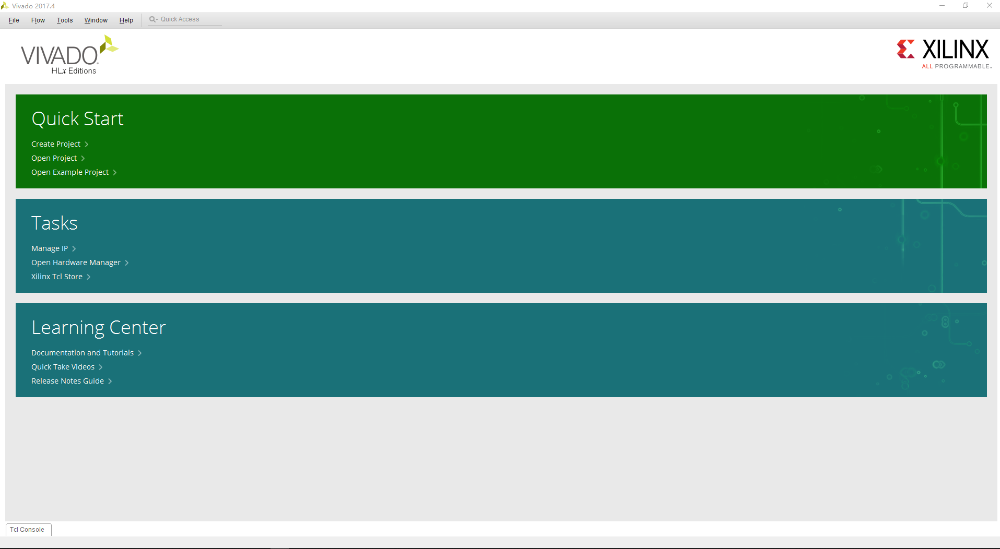 Vivado 2017.4
File Flow Tools Window Help Quick Access
VIVADO
HLx Editions
XILINX
ALL PROGRAMMABLE™
Quick Start
Create Project
Open Project
Open Example Project
Tasks
Manage IP
Open Hardware Manager
Xilinx Tcl Store
Learning Center
Documentation and Tutorials
Quick Take Videos
Release Notes Guide
Tcl Console